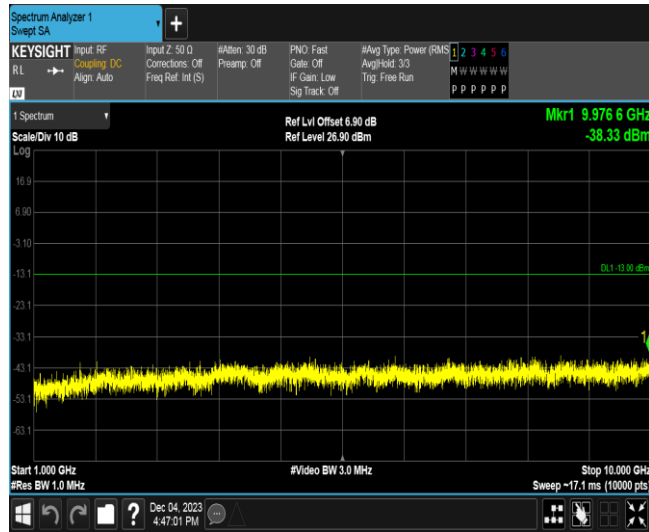 Spectrum Analyzer 1
Swept SA
+
KEYSIGHT
RL
LXI
Input: RF
Coupling: DC
Align: Auto
Input Z: 50 Ω
Corrections: Off
Freq Ref: Int (S)
#Atten: 30 dB
Preamp: Off
PNO: Fast
Gate: Off
IF Gain: Low
Sig Track: Off
#Avg Type: Power (RMS
Avg|Hold: 3/3
Trig: Free Run
1 2 3 4 5 6
M W W W W W
P P P P P P
1 Spectrum
Scale/Div 10 dB
Log
Ref Lvl Offset 6.90 dB
Ref Level 26.90 dBm
Mkr1 9.976 6 GHz
-38.33 dBm
16.9
6.90
-3.10
-13.1
DL1 -13.00 dBm
-23.1
-33.1
1
-43.1
-53.1
-63.1
Start 1.000 GHz
#Res BW 1.0 MHz
#Video BW 3.0 MHz
Stop 10.000 GHz
Sweep ~17.1 ms (10000 pts)
?
Dec 04, 2023
4:47:01 PM